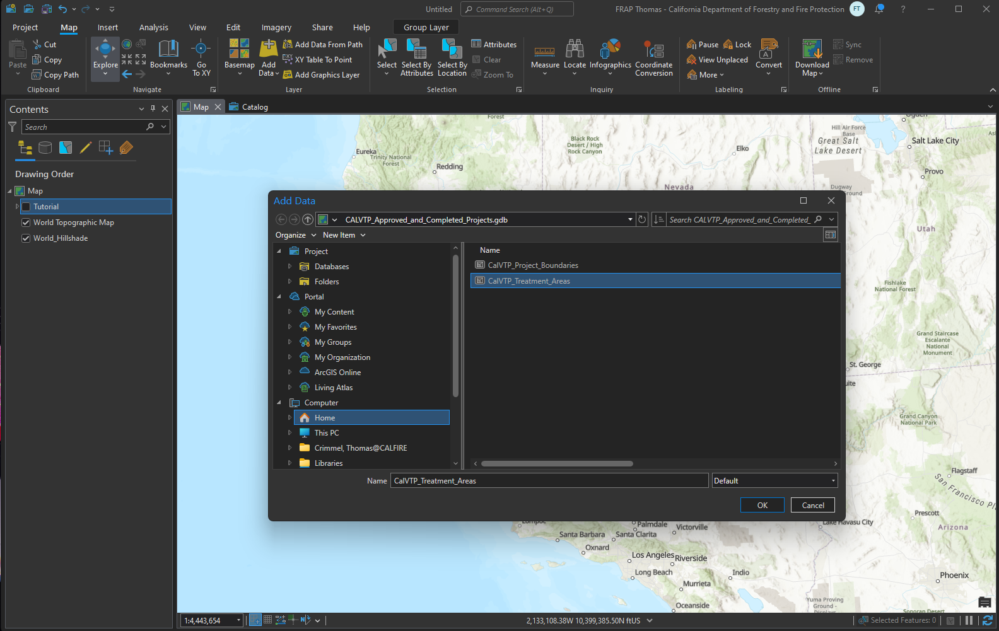 Untitled
Command Search (Alt+Q)
FRAP Thomas - California Department of Forestry and Fire Protection
FT
?
Project
Map
Insert
Analysis
View
Edit
Imagery
Share
Help
Group Layer
Paste
Cut
Copy
Copy Path
Clipboard
Explore
Bookmarks
Go To XY
Navigate
Basemap
Add Data
Add Data From Path
XY Table To Point
Add Graphics Layer
Layer
Select
Select By Attributes
Select By Location
Attributes
Clear
Zoom To
Selection
Measure
Locate
Infographics
Coordinate Conversion
Inquiry
Pause
Lock
View Unplaced
More
Convert
Labeling
Download Map
Sync
Remove
Offline
Contents
Search
Drawing Order
Map
Tutorial
World Topographic Map
World_Hillshade
Map
Catalog
Forest
Ogden
Eureka
Trinity National Forest
Redding
Black Rock Desert / High Rock Canyon
Elko
Hill Air Force Base
Great Salt Lake Desert
Salt Lake City
Provo
Nevada
Dugway
Ground
Utah
Fishlake National Forest
Grand Staircase Escalante National Monument
St. George
Grand Canyon National Park
Flagstaff
San Francisco Pl
Prescott
Arizona
Lake Havasu City
Phoenix
Lompoc
Santa Barbara
Oxnard
Palmdale
Santa Clarita
Victorville
Los Angeles
Riverside
Long Beach
Indio
Murrieta
Oceanside
Yuma Proving Ground -
Sonoran Desert
Add Data
CALVTP_Approved_and_Completed_Projects.gdb
Search CALVTP_Approved_and_Completed_
Organize
New Item
Project
Databases
Folders
Portal
My Content
My Favorites
My Groups
My Organization
ArcGIS Online
Living Atlas
Computer
Home
This PC
Crimmel, Thomas@CALFIRE
Libraries
Name
CalVTP_Project_Boundaries
CalVTP_Treatment_Areas
Name
CalVTP_Treatment_Areas
Default
OK
Cancel
1:4,443,654
2,133,108.38W 10,399,385.50N ftUS
Selected Features: 0